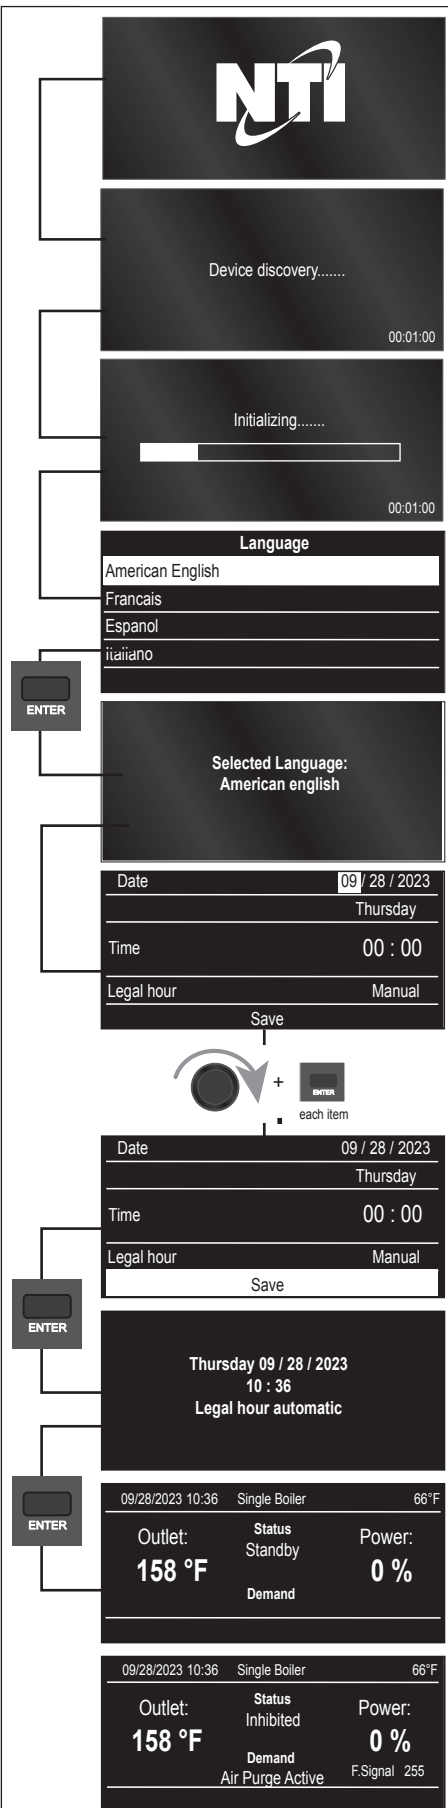 NTI
Device discovery.......
00:01:00
Initializing.......
00:01:00
Language
American English
Francais
Espanol
Italiano
ENTER
Selected Language:
American english
Date 09 / 28 / 2023
Thursday
Time 00 : 00
Legal hour Manual
Save
+ ENTER
each item
Date 09 / 28 / 2023
Thursday
Time 00 : 00
Legal hour Manual
Save
ENTER
Thursday 09 / 28 / 2023
10 : 36
Legal hour automatic
ENTER
09/28/2023 10:36 Single Boiler 66°F
Outlet: Status Power:
Standby
158 °F 0 %
Demand
09/28/2023 10:36 Single Boiler 66°F
Outlet: Status Power:
Inhibited
158 °F 0 %
Demand F.Signal 255
Air Purge Active